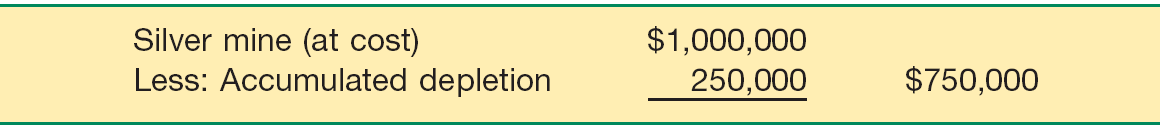 Silver mine (at cost) $1,000,000
Less: Accumulated depletion 250,000 $750,000